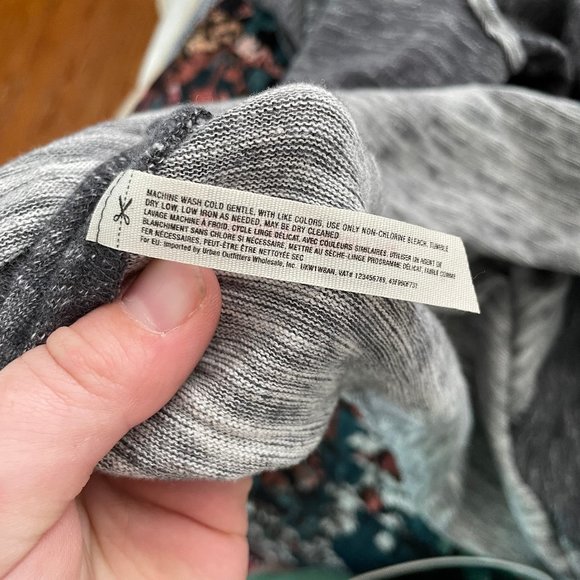 MACHINE WASH COLD GENTLE, WITH LIKE COLORS, USE ONLY NON-CHLORINE BLEACH, TUMBLE
DRY LOW, LOW IRON AS NEEDED, MAY BE DRY CLEANED
LAVAGE MACHINE À FROID, CYCLE LINGE DÉLICAT, AVEC COULEURS SIMILAIRES, UTILISER UN AGENT DE
BLANCHIMENT SANS CHLORE SI NÉCESSAIRE, METTRE AU SÈCHE-LINGE PROGRAMME DÉLICAT, FAIBLE COMME
FER NÉCESSAIRES, PEUT-ÊTRE ÊTRE NETTOYÉE SEC
For EU: Imported by Urban Outfitters Wholesale, Inc. VAT# 123456789,